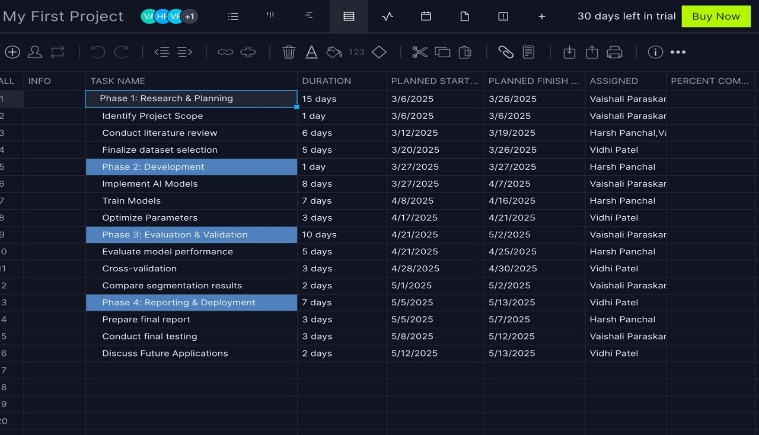 My First Project VA HF VF +1 30 days left in trial Buy Now
123
ALL INFO TASK NAME DURATION PLANNED START... PLANNED FINISH ... ASSIGNED PERCENT COM...
1 Phase 1: Research & Planning 15 days 3/6/2025 3/26/2025 Vaishali Paraskar
2 Identify Project Scope 1 day 3/6/2025 3/6/2025 Vaishali Paraskar
3 Conduct literature review 6 days 3/12/2025 3/19/2025 Harsh Panchal,Va
4 Finalize dataset selection 5 days 3/20/2025 3/26/2025 Vidhi Patel
5 Phase 2: Development 1 day 3/27/2025 3/27/2025 Harsh Panchal
6 Implement AI Models 8 days 3/27/2025 4/7/2025 Vaishali Paraskar
7 Train Models 7 days 4/8/2025 4/16/2025 Harsh Panchal
8 Optimize Parameters 3 days 4/17/2025 4/21/2025 Vidhi Patel
9 Phase 3: Evaluation & Validation 10 days 4/21/2025 5/2/2025 Vaishali Paraskar
0 Evaluate model performance 5 days 4/21/2025 4/25/2025 Harsh Panchal
11 Cross-validation 3 days 4/28/2025 4/30/2025 Vidhi Patel
2 Compare segmentation results 2 days 5/1/2025 5/2/2025 Vaishali Paraskar
3 Phase 4: Reporting & Deployment 7 days 5/5/2025 5/13/2025 Vidhi Patel
4 Prepare final report 3 days 5/5/2025 5/7/2025 Harsh Panchal
5 Conduct final testing 3 days 5/8/2025 5/12/2025 Vaishali Paraskar
6 Discuss Future Applications 2 days 5/12/2025 5/13/2025 Vidhi Patel
7
8
9
20